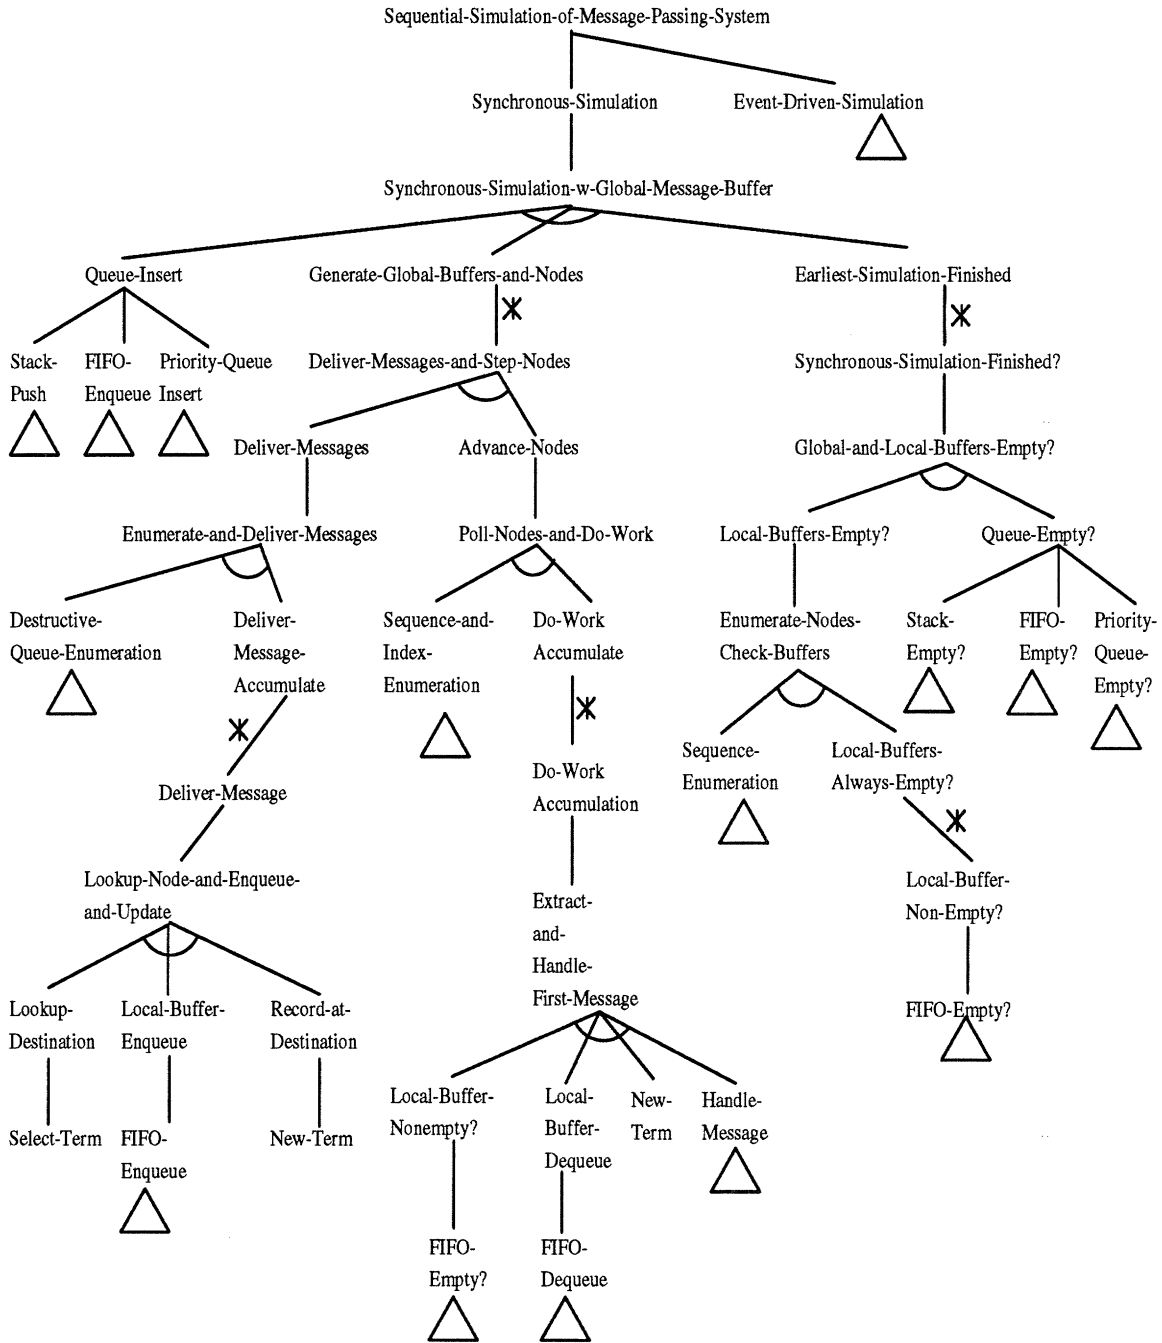 Sequential-Simulation-of-Message-Passing-System
Synchronous-Simulation
Event-Driven-Simulation
Synchronous-Simulation-w-Global-Message-Buffer
Queue-Insert
Generate-Global-Buffers-and-Nodes
Earliest-Simulation-Finished
Stack-
Push
FIFO-
Enqueue
Priority-Queue
Insert
Deliver-Messages-and-Step-Nodes
Synchronous-Simulation-Finished?
Deliver-Messages
Advance-Nodes
Global-and-Local-Buffers-Empty?
Enumerate-and-Deliver-Messages
Poll-Nodes-and-Do-Work
Local-Buffers-Empty?
Queue-Empty?
Destructive-
Queue-Enumeration
Deliver-
Message-
Accumulate
Sequence-and-
Index-
Enumeration
Do-Work
Accumulate
Enumerate-Nodes-
Check-Buffers
Stack-
Empty?
FIFO-
Empty?
Priority-
Queue-
Empty?
Deliver-Message
Do-Work
Accumulation
Sequence-
Enumeration
Local-Buffers-
Always-Empty?
Lookup-Node-and-Enqueue-
and-Update
Extract-
and-
Handle-
First-Message
Local-Buffer-
Non-Empty?
Lookup-
Destination
Local-Buffer-
Enqueue
Record-at-
Destination
FIFO-Empty?
Local-Buffer-
Nonempty?
Local-
Buffer-
Dequeue
New-
Term
Handle-
Message
Select-Term
FIFO-
Enqueue
New-Term
FIFO-
Empty?
FIFO-
Dequeue